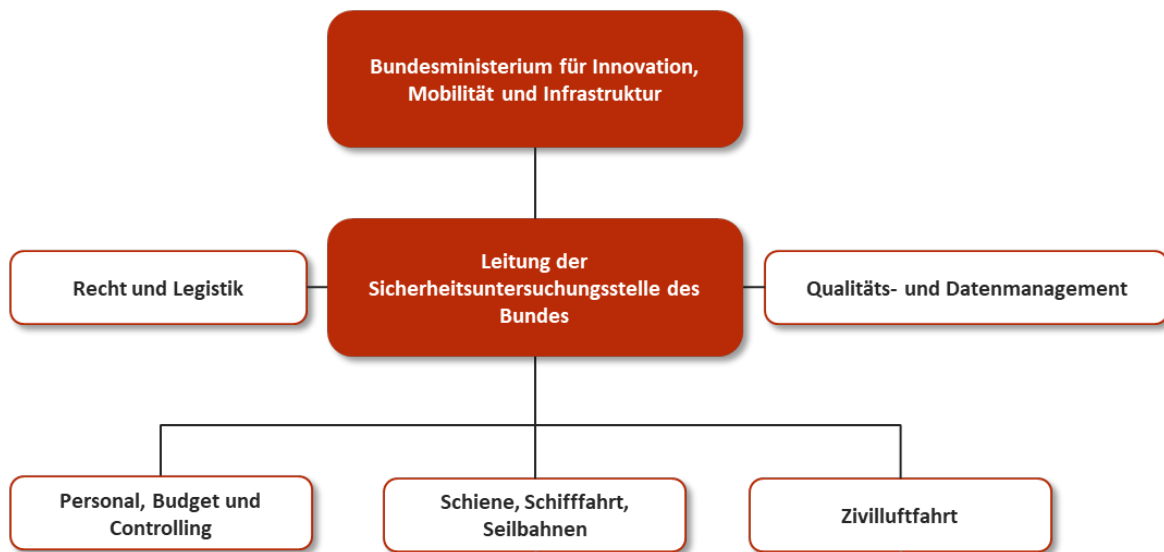 Bundesministerium für Innovation,
Mobilität und Infrastruktur
Recht und Legistik
Leitung der
Sicherheitsuntersuchungsstelle des
Bundes
Qualitäts- und Datenmanagement
Personal, Budget und
Controlling
Schiene, Schifffahrt,
Seilbahnen
Zivilluftfahrt